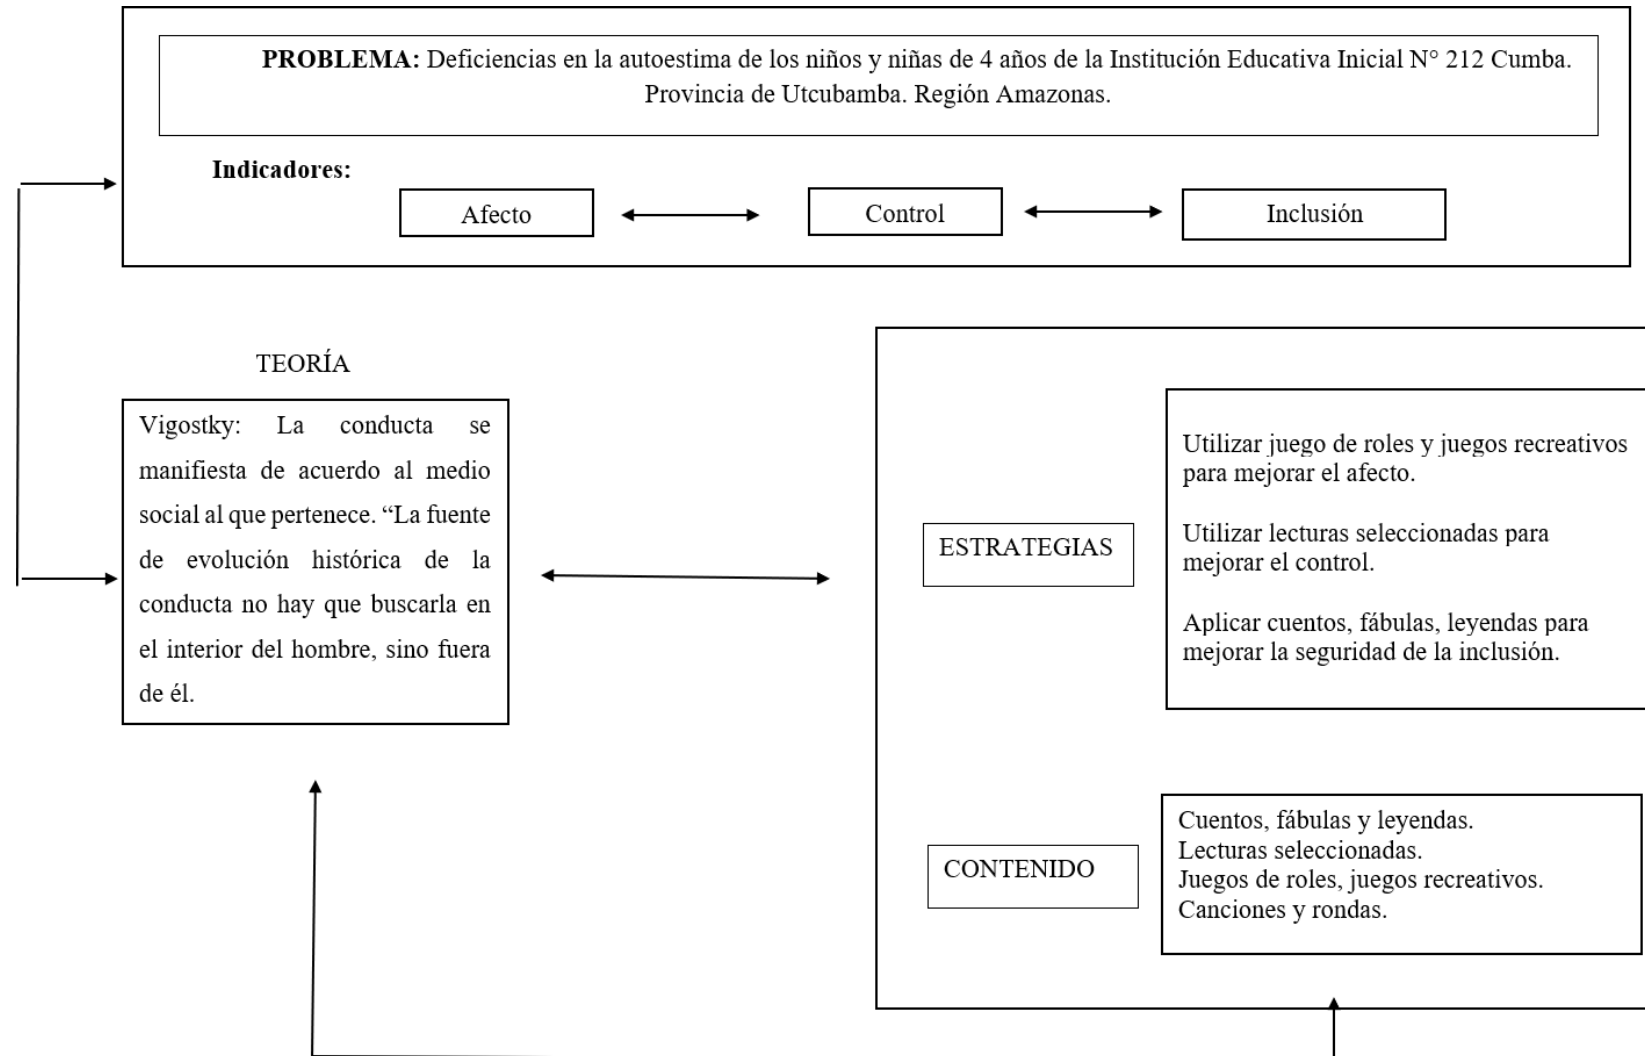 PROBLEMA: Deficiencias en la autoestima de los niños y niñas de 4 años de la Institución Educativa Inicial N° 212 Cumba.
Provincia de Utcubamba. Región Amazonas.
Indicadores:
Afecto
Control
Inclusión
TEORÍA
Vigostky: La conducta se
manifiesta de acuerdo al medio
social al que pertenece. “La fuente
de evolución histórica de la
conducta no hay que buscarla en
el interior del hombre, sino fuera
de él.
ESTRATEGIAS
Utilizar juego de roles y juegos recreativos
para mejorar el afecto.
Utilizar lecturas seleccionadas para
mejorar el control.
Aplicar cuentos, fábulas, leyendas para
mejorar la seguridad de la inclusión.
CONTENIDO
Cuentos, fábulas y leyendas.
Lecturas seleccionadas.
Juegos de roles, juegos recreativos.
Canciones y rondas.